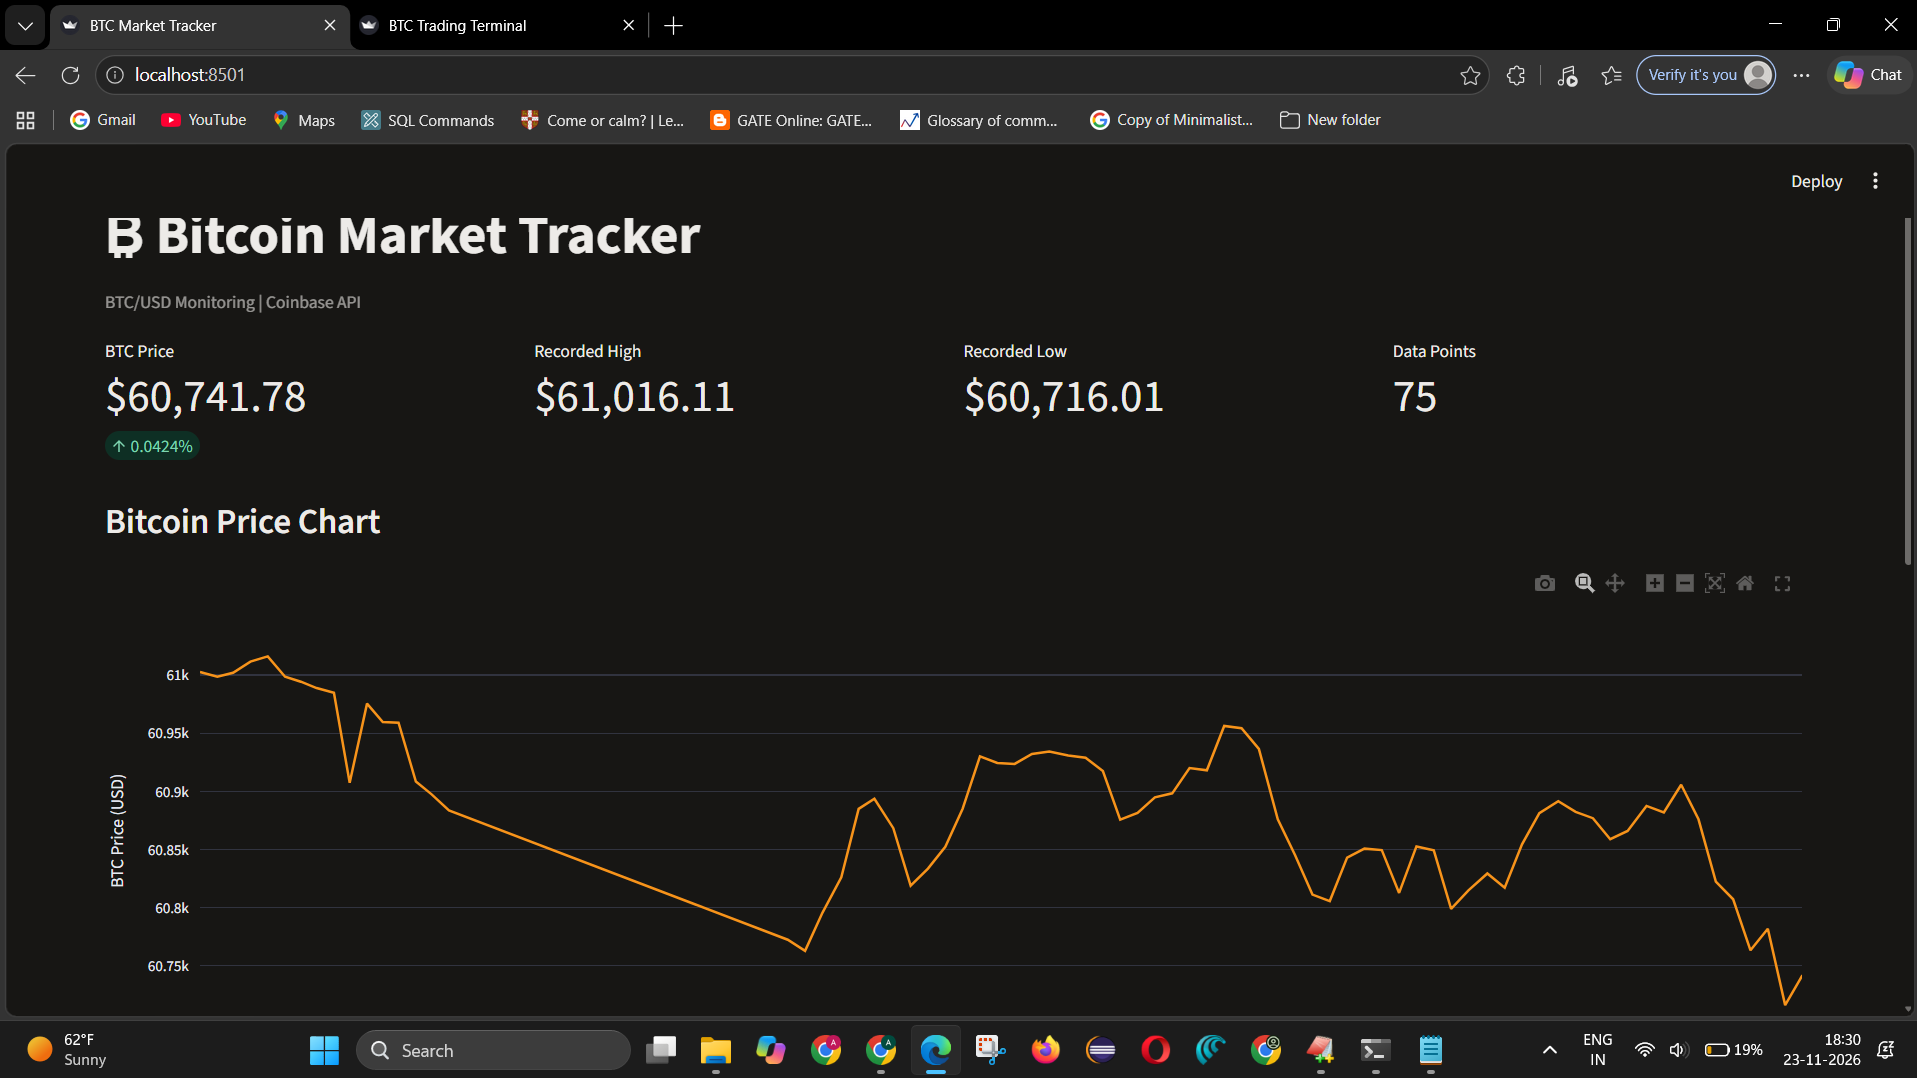 BTC Market Tracker
BTC Trading Terminal
localhost:8501
Verify it's you
Chat
Gmail
YouTube
Maps
SQL Commands
Come or calm? | Le...
GATE Online: GATE...
Glossary of comm...
Copy of Minimalist...
New folder
Deploy
₿ Bitcoin Market Tracker
BTC/USD Monitoring | Coinbase API
BTC Price
$60,741.78
↑ 0.0424%
Recorded High
$61,016.11
Recorded Low
$60,716.01
Data Points
75
Bitcoin Price Chart
61k
60.95k
60.9k
60.85k
60.8k
60.75k
BTC Price (USD)
62°F
Sunny
Search
ENG
IN
19%
18:30
23-11-2026